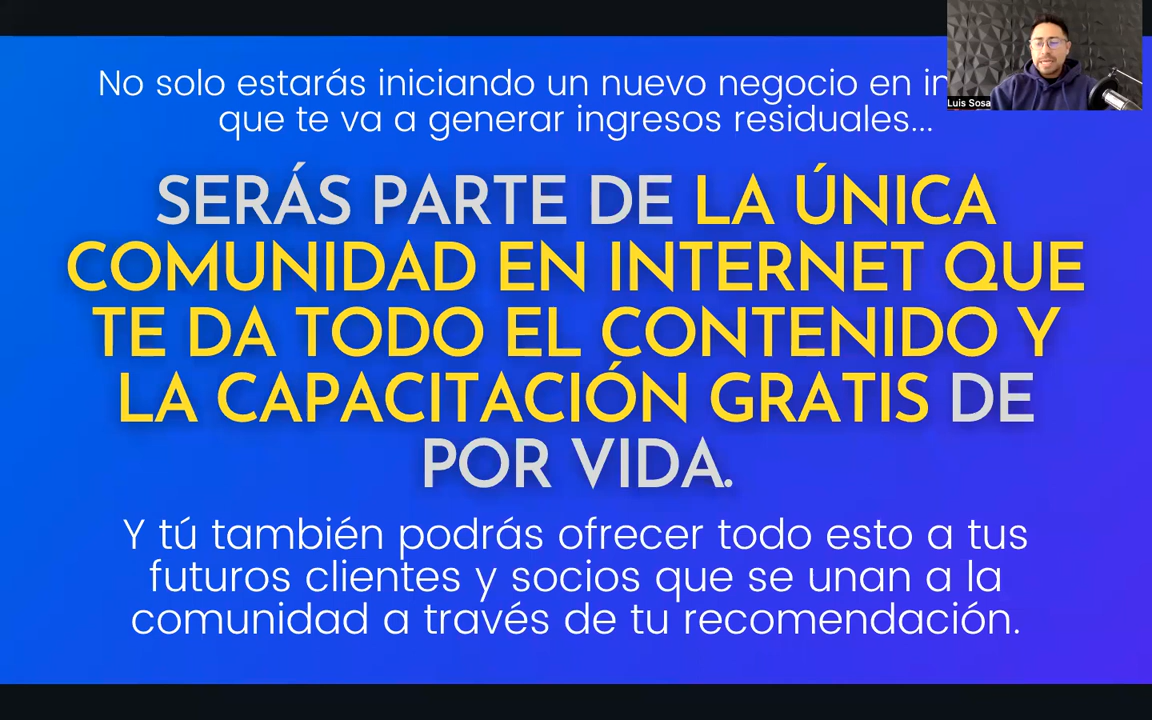 No solo estarás iniciando un nuevo negocio en
que te va a generar ingresos residuales...
Luis Sosa
SERÁS PARTE DE LA ÚNICA
COMUNIDAD EN INTERNET QUE
TE DA TODO EL CONTENIDO Y
LA CAPACITACIÓN GRATIS DE
POR VIDA.
Y tú también podrás ofrecer todo esto a tus
futuros clientes y socios que se unan a la
comunidad a través de tu recomendación.